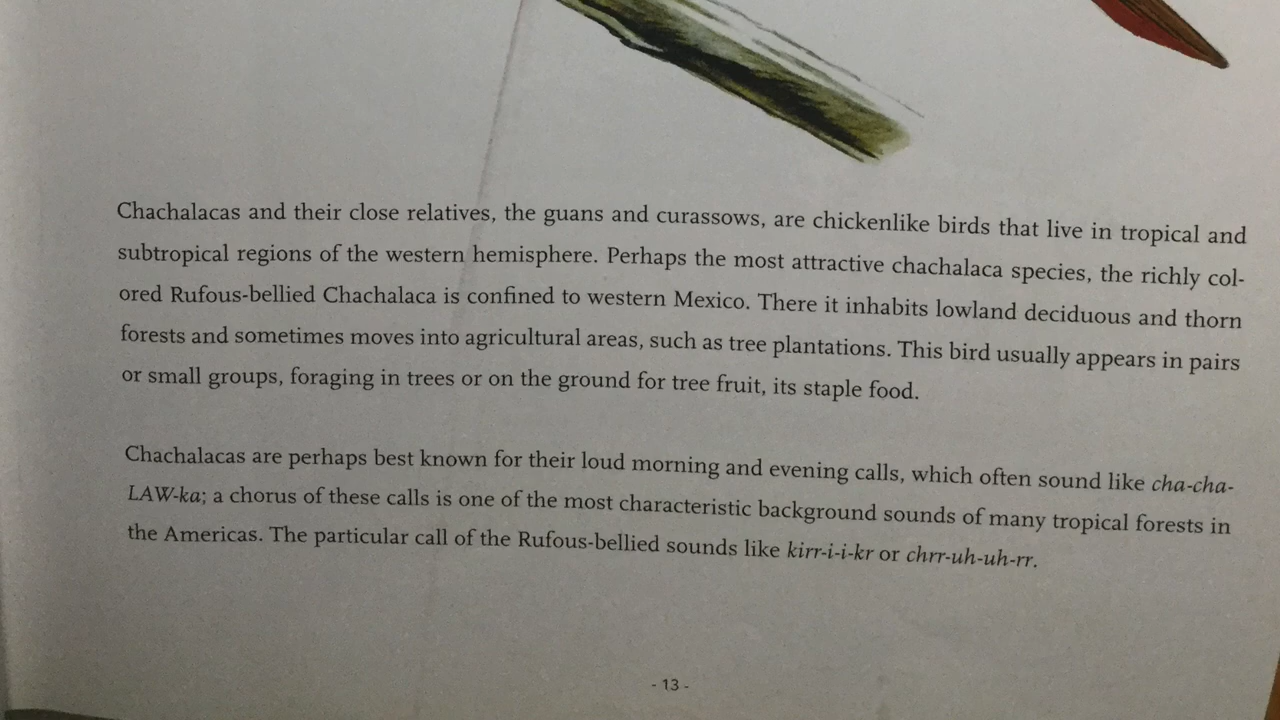 Chachalacas and their close relatives, the guans and curassows, are chickenlike birds that live in tropical and
subtropical regions of the western hemisphere. Perhaps the most attractive chachalaca species, the richly col-
ored Rufous-bellied Chachalaca is confined to western Mexico. There it inhabits lowland deciduous and thorn
forests and sometimes moves into agricultural areas, such as tree plantations. This bird usually appears in pairs
or small groups, foraging in trees or on the ground for tree fruit, its staple food.
Chachalacas are perhaps best known for their loud morning and evening calls, which often sound like cha-cha-
LAW-ka; a chorus of these calls is one of the most characteristic background sounds of many tropical forests in
the Americas. The particular call of the Rufous-bellied sounds like kirr-i-i-kr or chrr-uh-uh-rr.
- 13 -